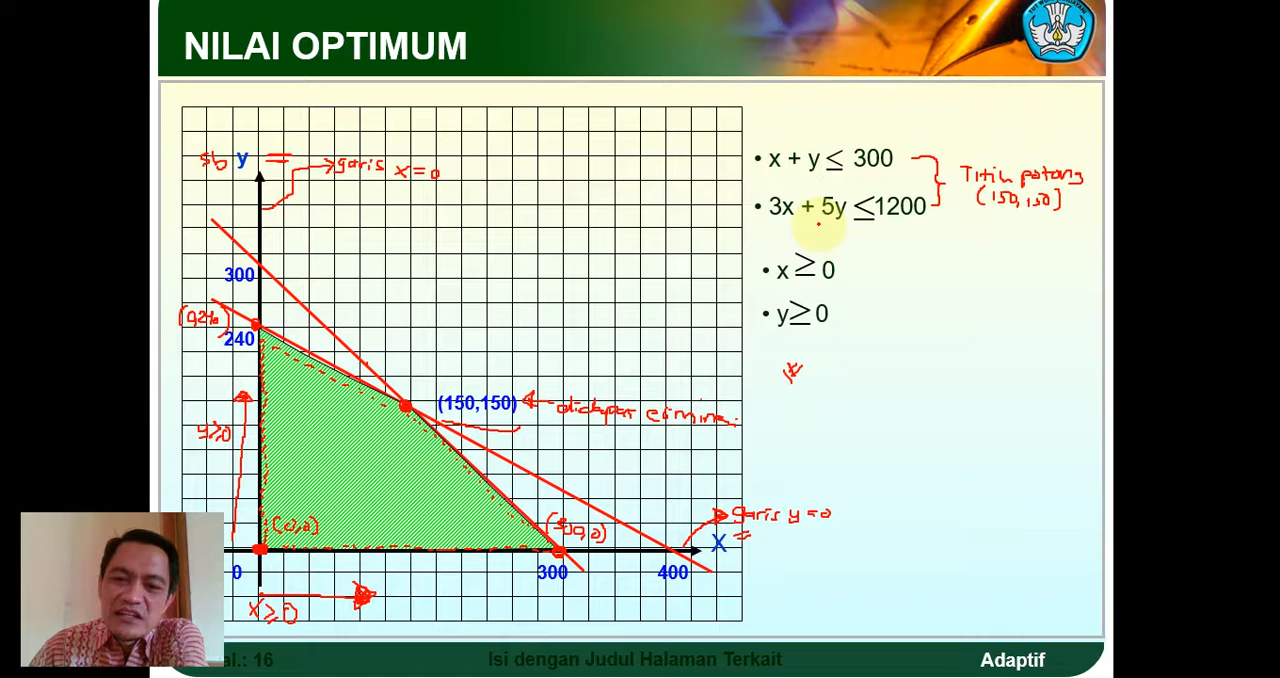 NILAI OPTIMUM
sb y
garis x = 0
300
240
(150,150)
didapat
y≥0
(0,0)
(300,0)
garis y = 0
X
0
300
400
x≥0
• x + y ≤ 300
• 3x + 5y ≤1200
Titik potong
(150,150)
• x ≥ 0
• y≥ 0
al.: 16
Isi dengan Judul Halaman Terkait
Adaptif